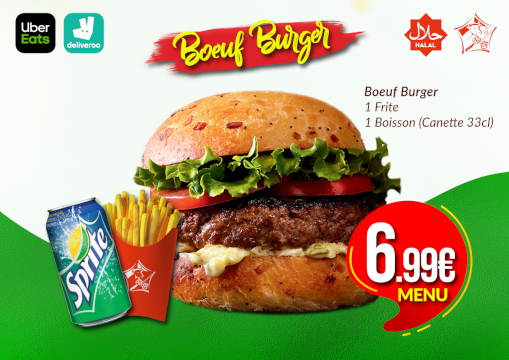 Uber
Eats
deliveroo
Boeuf Burger
حلال
HALAL
Boeuf Burger
1 Frite
1 Boisson (Canette 33cl)
Sprite
6.99€
MENU